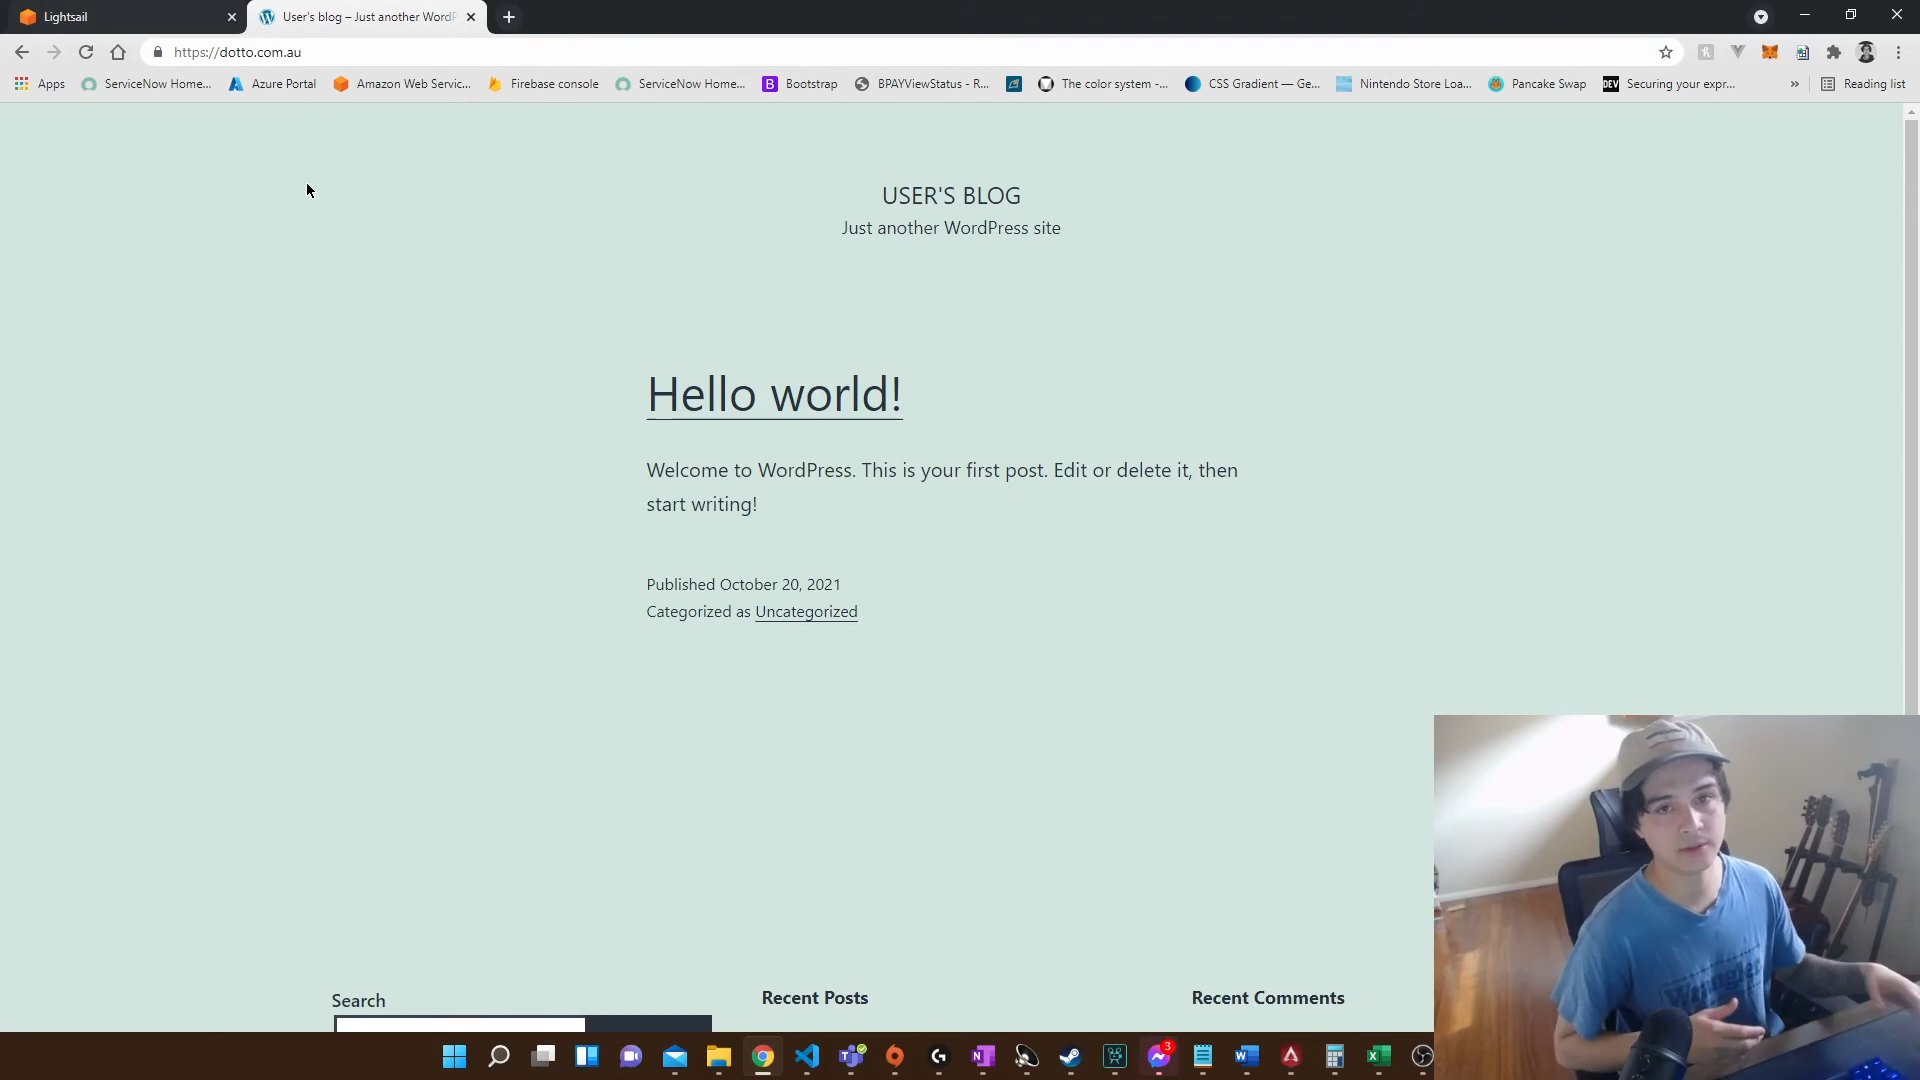 Lightsail
User's blog – Just another WordP
https://dotto.com.au
Apps
ServiceNow Home...
Azure Portal
Amazon Web Servic...
Firebase console
ServiceNow Home...
B
Bootstrap
BPAYViewStatus - R...
The color system -...
CSS Gradient — Ge...
Nintendo Store Loa...
Pancake Swap
DEV
Securing your expr...
»
Reading list
USER'S BLOG
Just another WordPress site
Hello world!
Welcome to WordPress. This is your first post. Edit or delete it, then
start writing!
Published October 20, 2021
Categorized as Uncategorized
Search
Recent Posts
Recent Comments
3